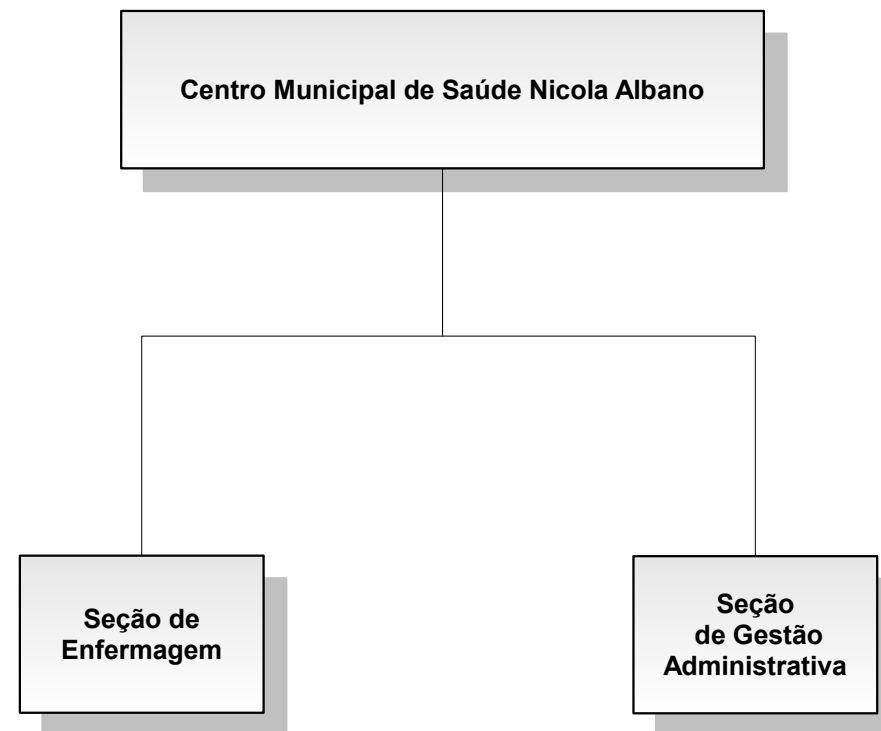 Centro Municipal de Saúde Nicola Albano
Seção de
Enfermagem
Seção
de Gestão
Administrativa